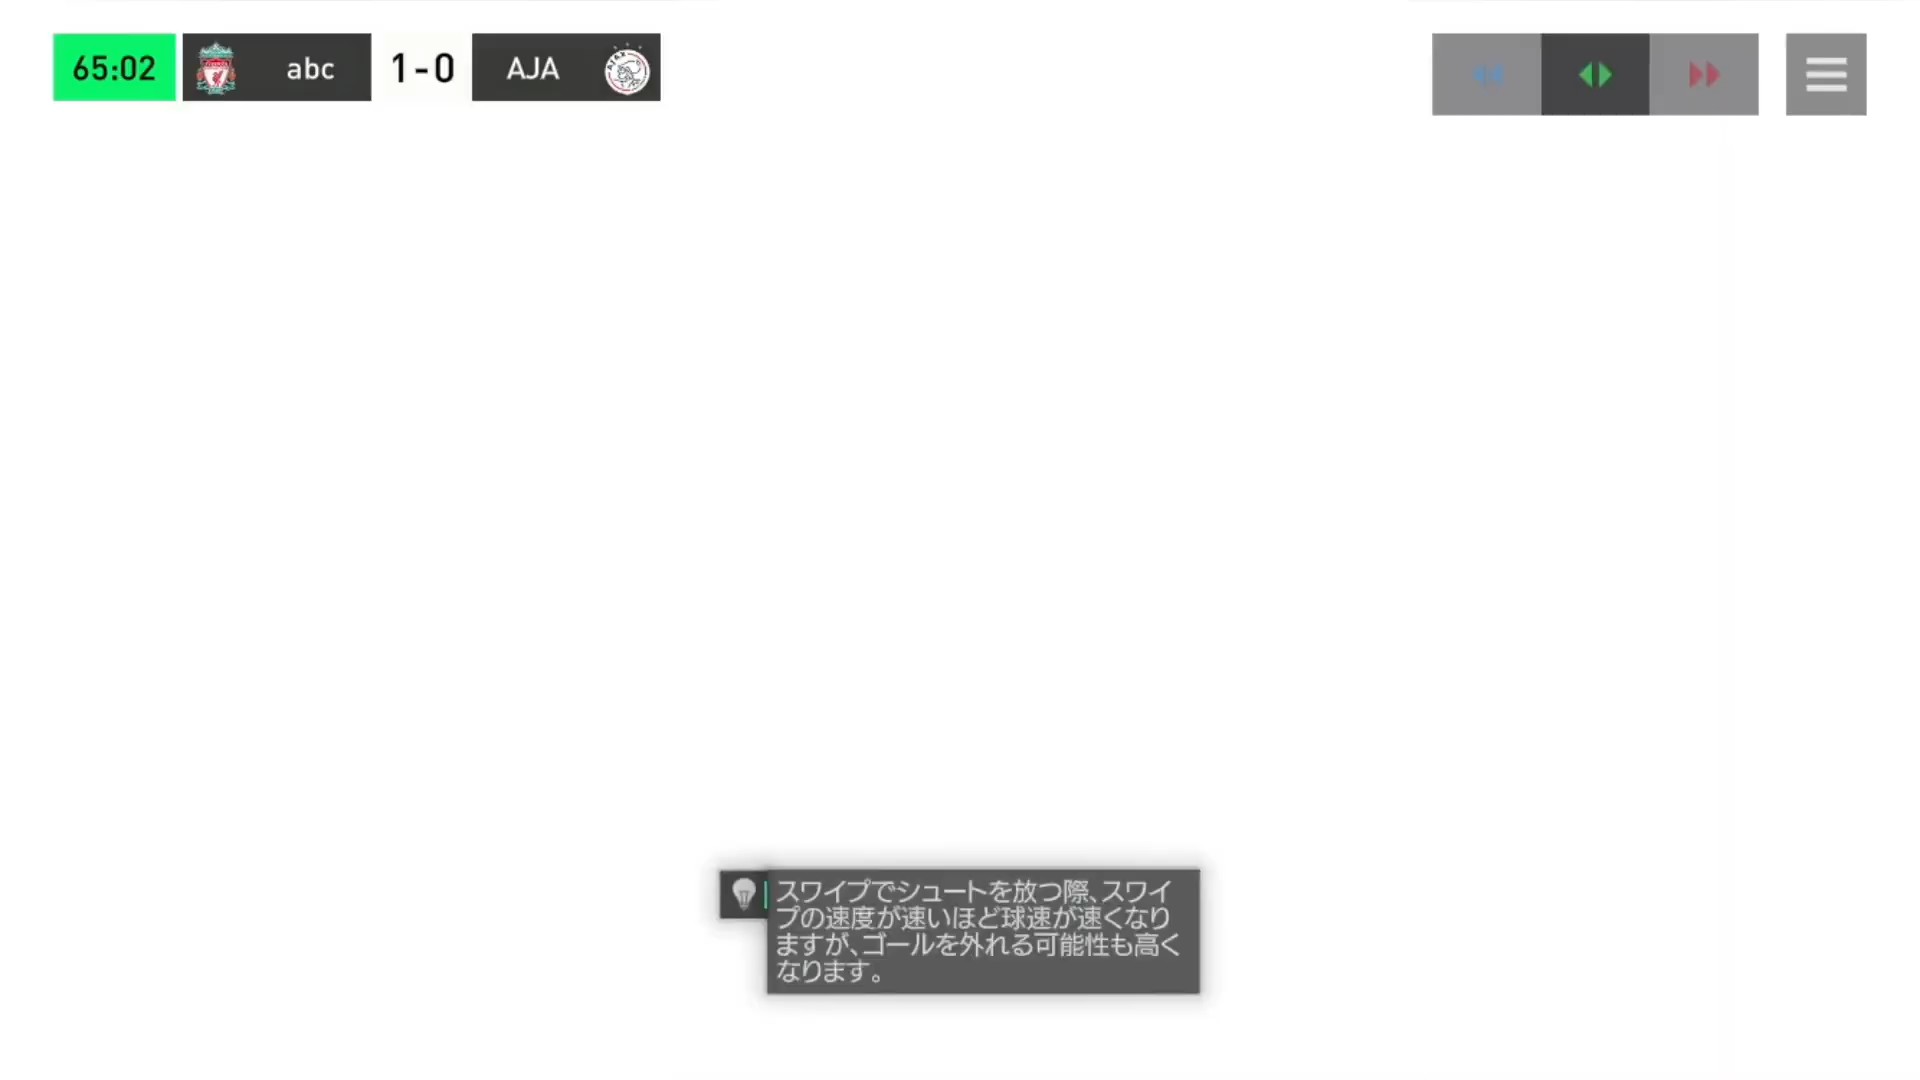 65:02 abc 1-0 AJA
スワイプでシュートを放つ際、スワイ
プの速度が速いほど球速が速くなり
ますが、ゴールを外れる可能性も高く
なります。